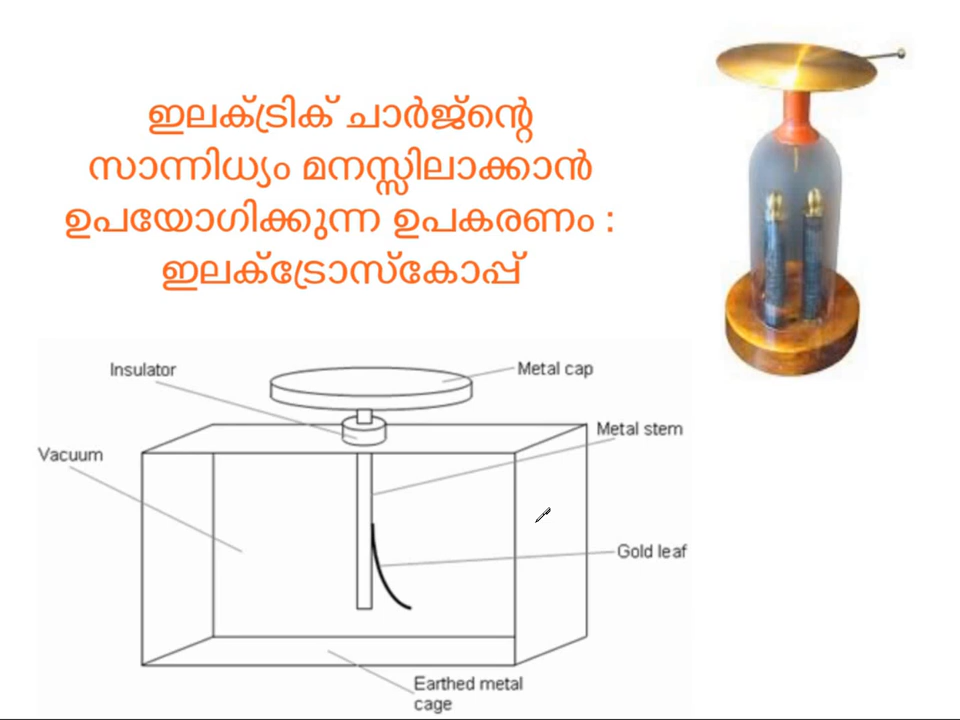 ഇലക്ട്രിക് ചാർജ്ന്റെ
സാന്നിധ്യം മനസ്സിലാക്കാൻ
ഉപയോഗിക്കുന്ന ഉപകരണം :
ഇലക്ട്രോസ്കോപ്പ്
Insulator
Metal cap
Metal stem
Vacuum
Gold leaf
Earthed metal
cage